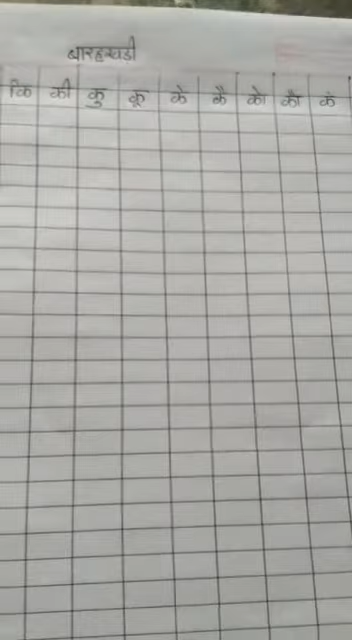 बारहखडी
कि की कु कू के कै को कौ कं